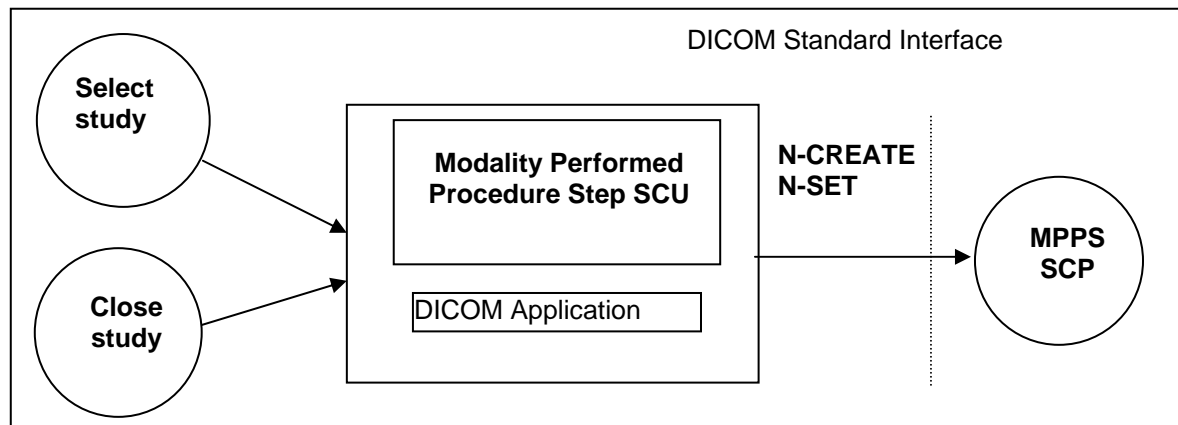 DICOM Standard Interface
Select
study
Modality Performed
Procedure Step SCU
N-CREATE
N-SET
MPPS
SCP
Close
study
DICOM Application